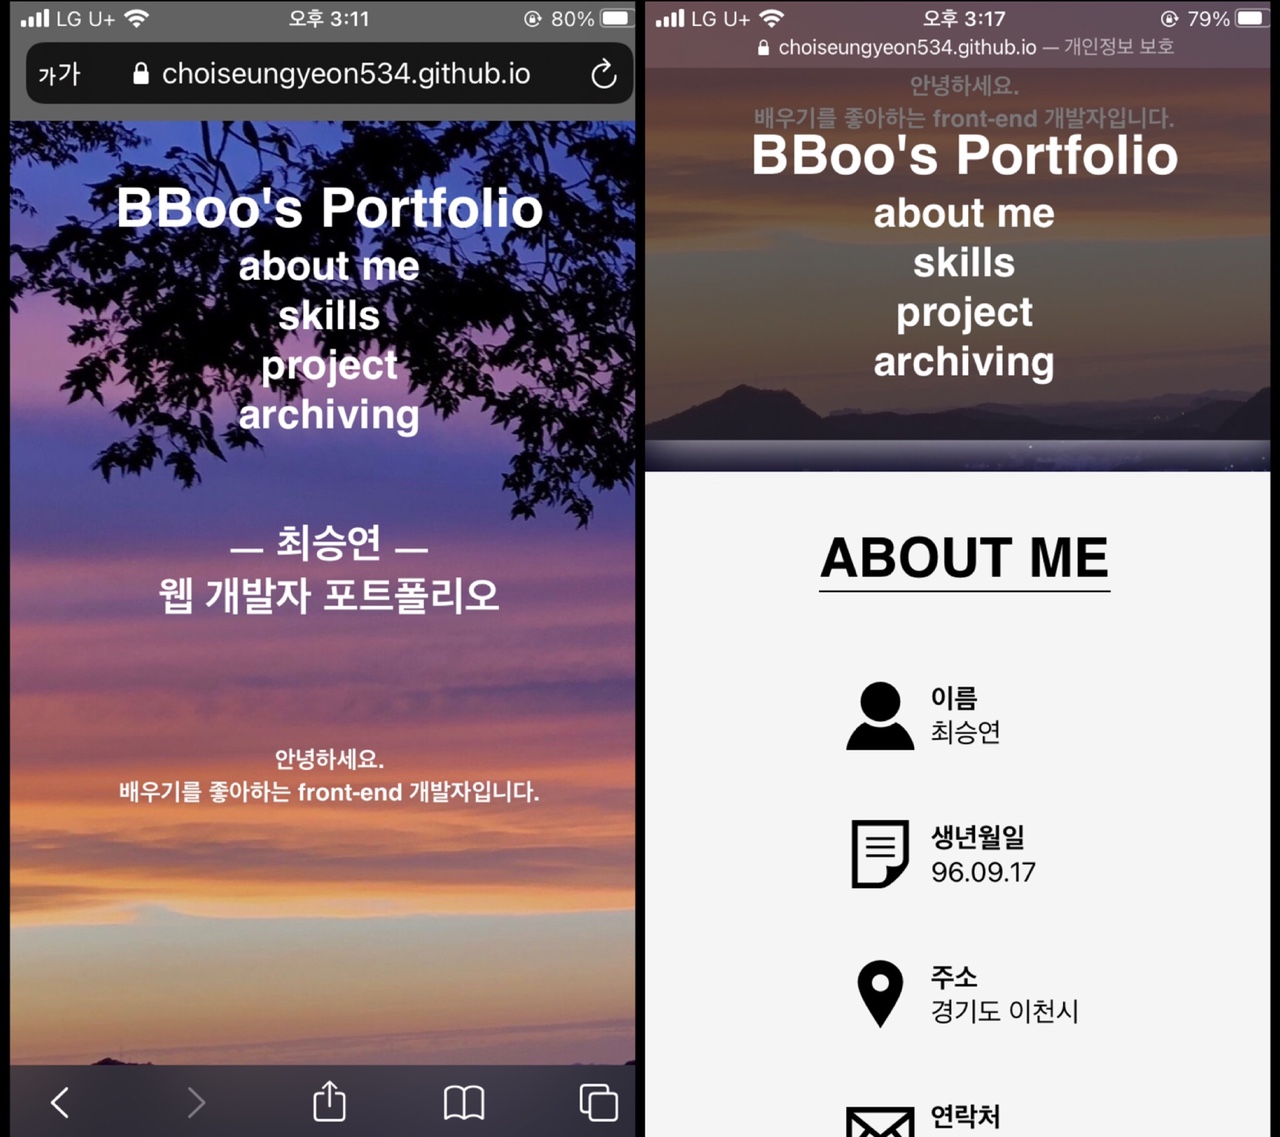 LG U+ 오후 3:11 80%
가가 choiseungyeon534.github.io
BBoo's Portfolio
about me
skills
project
archiving
— 최승연 —
웹 개발자 포트폴리오
안녕하세요.
배우기를 좋아하는 front-end 개발자입니다.
LG U+ 오후 3:17 79%
choiseungyeon534.github.io — 개인정보 보호
안녕하세요.
배우기를 좋아하는 front-end 개발자입니다.
BBoo's Portfolio
about me
skills
project
archiving
ABOUT ME
이름
최승연
생년월일
96.09.17
주소
경기도 이천시
연락처